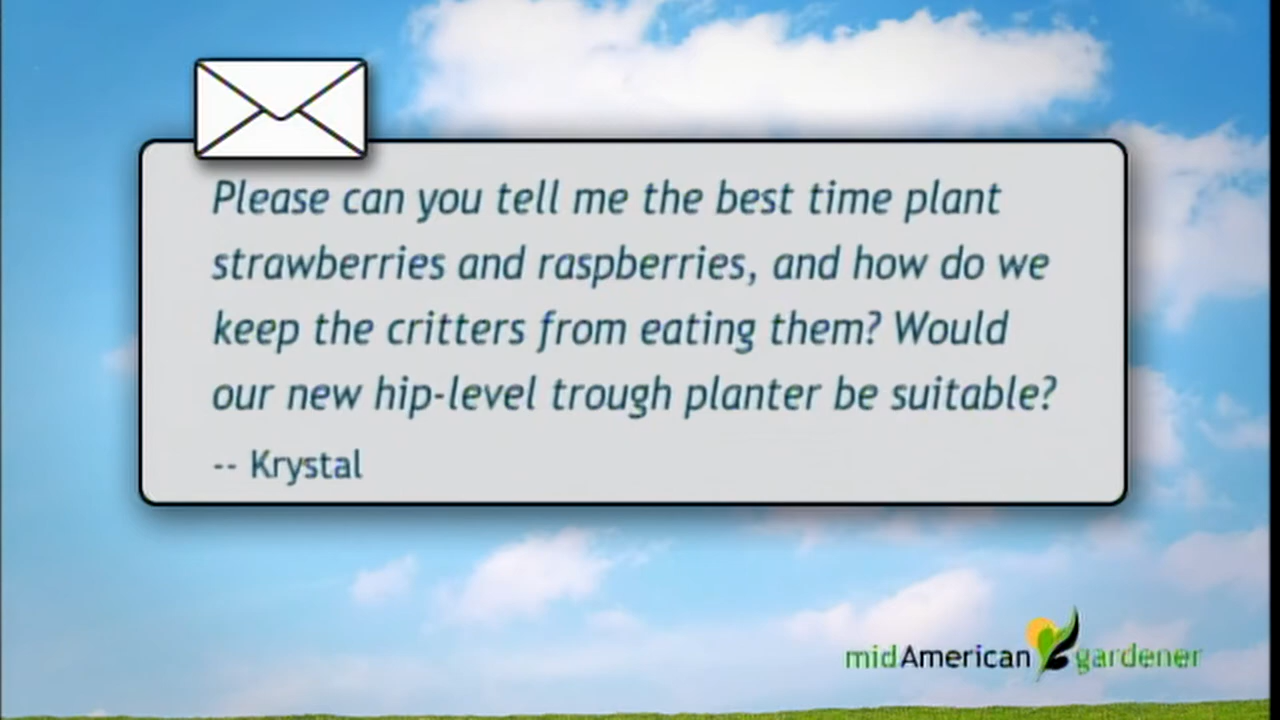 Please can you tell me the best time plant
strawberries and raspberries, and how do we
keep the critters from eating them? Would
our new hip-level trough planter be suitable?
-- Krystal
midAmerican gardener